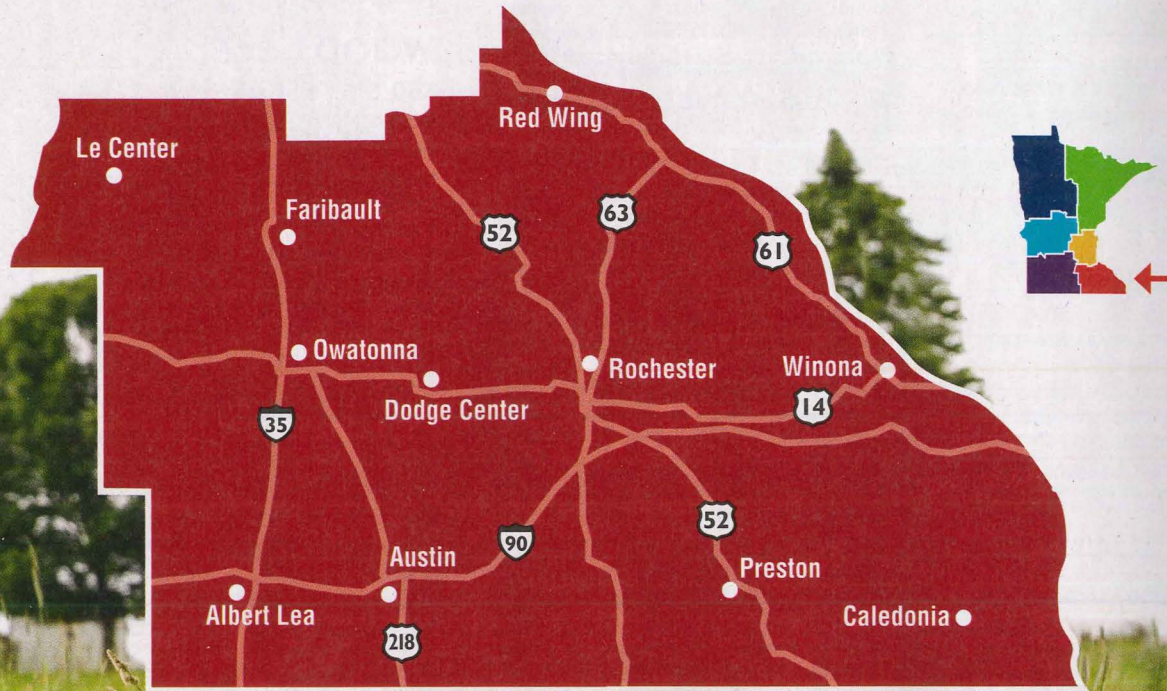 Red Wing
Le Center
Faribault
52
63
61
Owatonna
Rochester
Winona
Dodge Center
14
35
52
90
Austin
Preston
Albert Lea
Caledonia
218